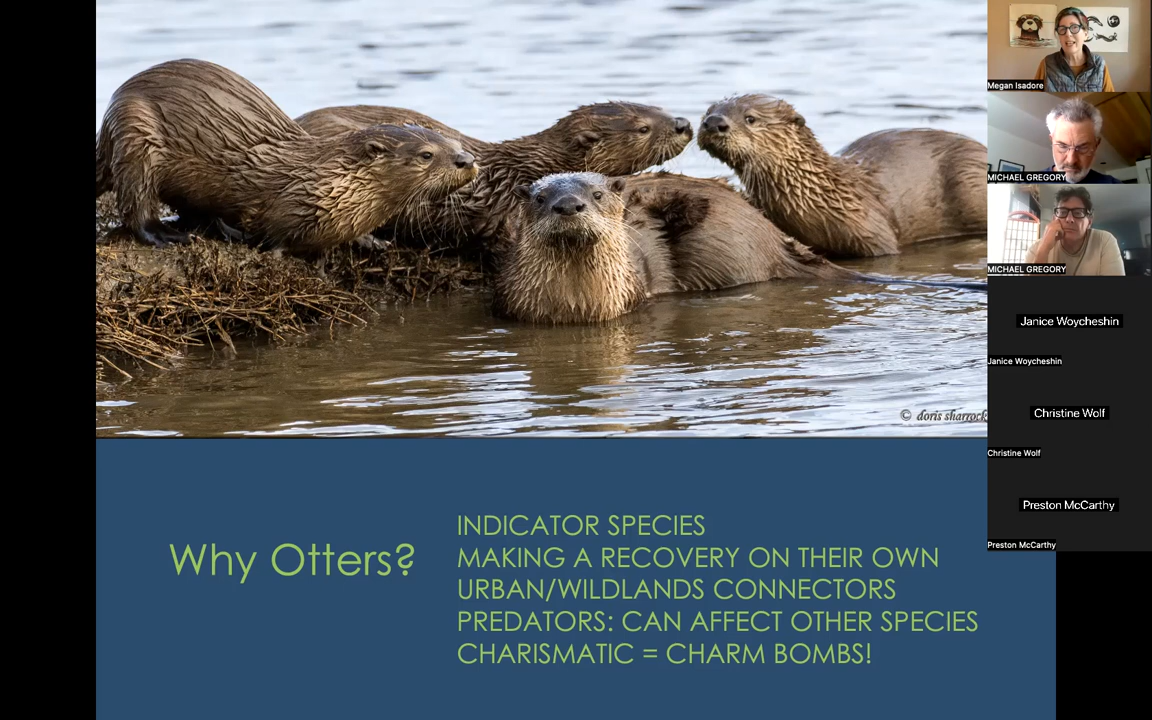 Megan Isadore
MICHAEL GREGORY
MICHAEL GREGORY
Janice Woycheshin
Janice Woycheshin
Christine Wolf
Christine Wolf
Preston McCarthy
Preston McCarthy
© doris sharrock
Why Otters?
INDICATOR SPECIES
MAKING A RECOVERY ON THEIR OWN
URBAN/WILDLANDS CONNECTORS
PREDATORS: CAN AFFECT OTHER SPECIES
CHARISMATIC = CHARM BOMBS!